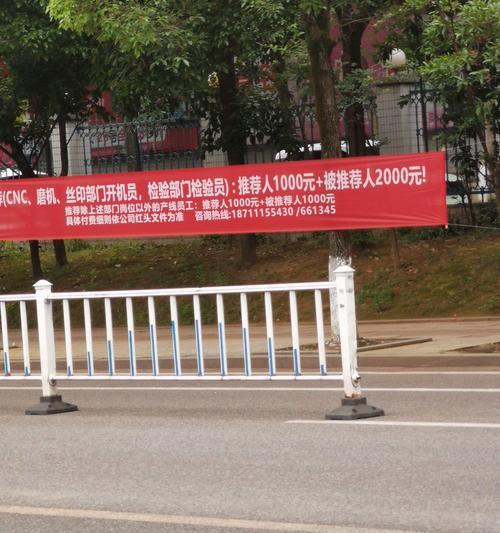 (CNC、磨机、丝印部门开机员，检验部门检验员)：推荐人1000元+被推荐人2000元!
推荐除上述部门岗位以外的产线员工：推荐人1000元+被推荐人1000元
具体付费细则依公司红头文件为准 咨询热线:18711155430 /661345